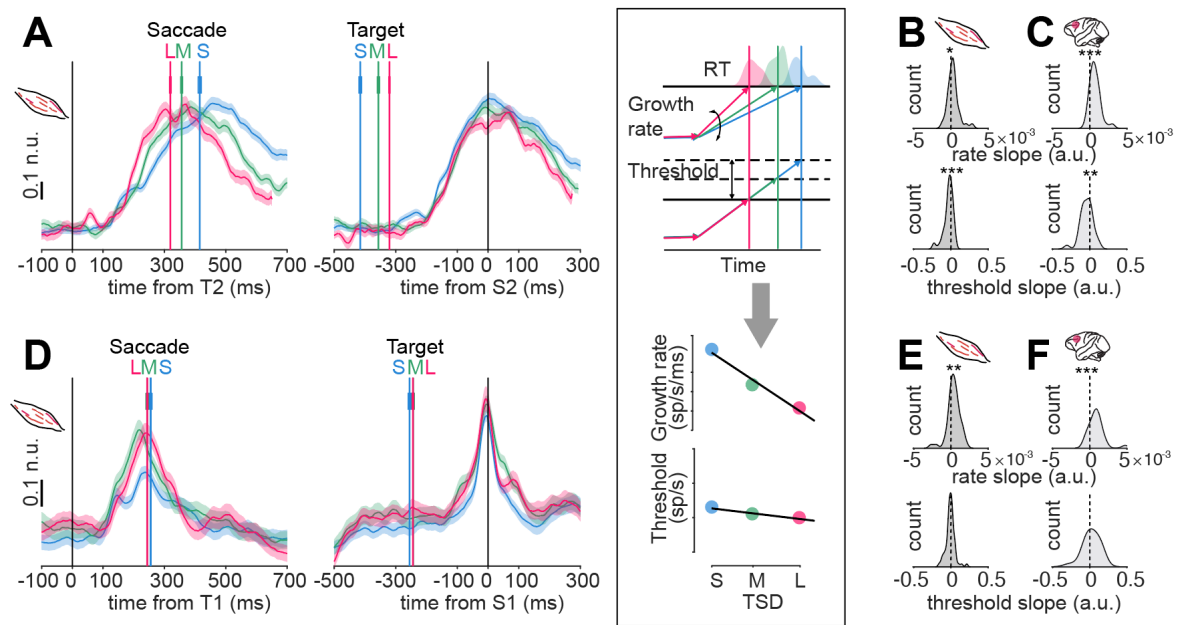 A
Saccade
L M S
0.1 n.u.
-100 0 100 300 500 700
time from T2 (ms)
Target
S M L
-500 -300 -100 0 100 300
time from S2 (ms)
D
Saccade
L M S
0.1 n.u.
-100 0 100 300 500 700
time from T1 (ms)
Target
S M L
-500 -300 -100 0 100 300
time from S1 (ms)
RT
Growth
rate
Threshold
Time
Growth rate
(sp/s/ms)
Threshold
(sp/s)
S M L
TSD
B
*
count
-5 0 5×10⁻³
rate slope (a.u.)
***
count
-0.5 0 0.5
threshold slope (a.u.)
C
***
count
-5 0 5×10⁻³
**
count
-0.5 0 0.5
E
**
count
-5 0 5×10⁻³
rate slope (a.u.)
count
-0.5 0 0.5
threshold slope (a.u.)
F
***
count
-5 0 5×10⁻³
count
-0.5 0 0.5